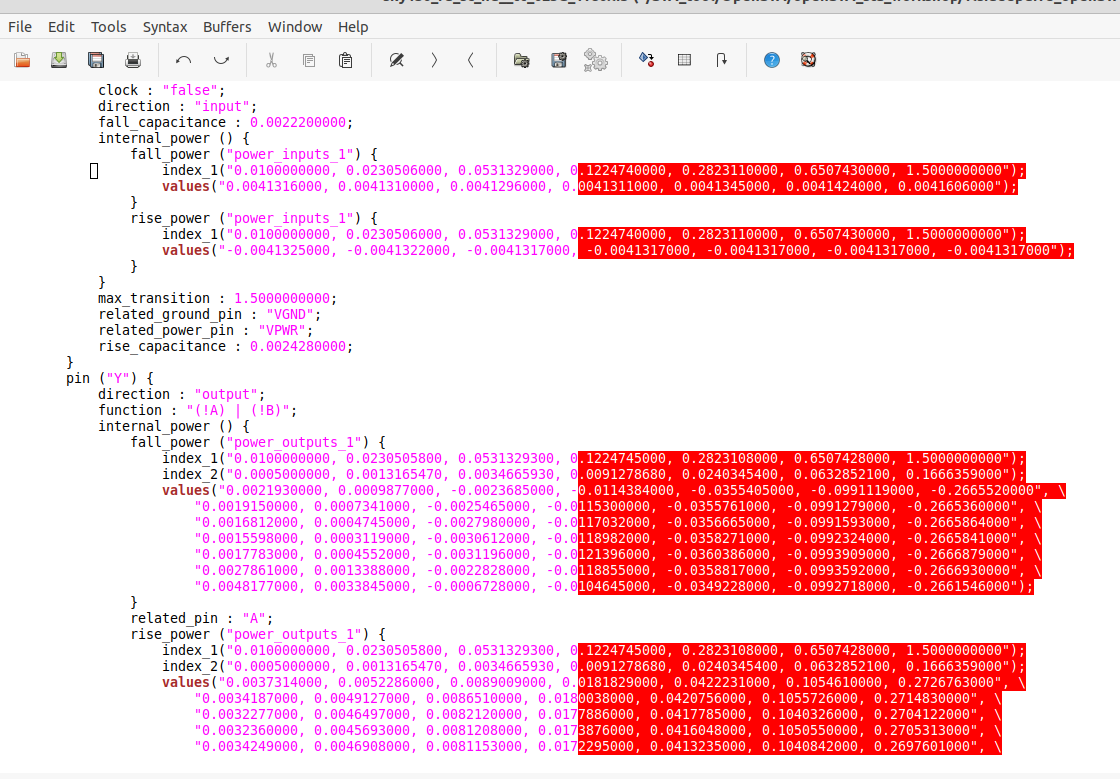 File Edit Tools Syntax Buffers Window Help
clock : "false";
direction : "input";
fall_capacitance : 0.0022200000;
internal_power () {
fall_power ("power_inputs_1") {
index_1("0.0100000000, 0.0230506000, 0.0531329000, 0.1224740000, 0.2823110000, 0.6507430000, 1.5000000000");
values("0.0041316000, 0.0041310000, 0.0041296000, 0.0041311000, 0.0041345000, 0.0041424000, 0.0041606000");
}
rise_power ("power_inputs_1") {
index_1("0.0100000000, 0.0230506000, 0.0531329000, 0.1224740000, 0.2823110000, 0.6507430000, 1.5000000000");
values("-0.0041325000, -0.0041322000, -0.0041317000, -0.0041317000, -0.0041317000, -0.0041317000, -0.0041317000");
}
}
max_transition : 1.5000000000;
related_ground_pin : "VGND";
related_power_pin : "VPWR";
rise_capacitance : 0.0024280000;
}
pin ("Y") {
direction : "output";
function : "(!A) | (!B)";
internal_power () {
fall_power ("power_outputs_1") {
index_1("0.0100000000, 0.0230505800, 0.0531329300, 0.1224745000, 0.2823108000, 0.6507428000, 1.5000000000");
index_2("0.0005000000, 0.0013165470, 0.0034665930, 0.0091278680, 0.0240345400, 0.0632852100, 0.1666359000");
values("0.0021930000, 0.0009877000, -0.0023685000, -0.0114384000, -0.0355405000, -0.0991119000, -0.2665520000", \
"0.0019150000, 0.0007341000, -0.0025465000, -0.0115300000, -0.0355761000, -0.0991279000, -0.2665360000", \
"0.0016812000, 0.0004745000, -0.0027980000, -0.0117032000, -0.0356665000, -0.0991593000, -0.2665864000", \
"0.0015598000, 0.0003119000, -0.0030612000, -0.0118982000, -0.0358271000, -0.0992324000, -0.2665841000", \
"0.0017783000, 0.0004552000, -0.0031196000, -0.0121396000, -0.0360386000, -0.0993909000, -0.2666879000", \
"0.0027861000, 0.0013388000, -0.0022828000, -0.0118855000, -0.0358817000, -0.0993592000, -0.2666930000", \
"0.0048177000, 0.0033845000, -0.0006728000, -0.0104645000, -0.0349228000, -0.0992718000, -0.2661546000");
}
related_pin : "A";
rise_power ("power_outputs_1") {
index_1("0.0100000000, 0.0230505800, 0.0531329300, 0.1224745000, 0.2823108000, 0.6507428000, 1.5000000000");
index_2("0.0005000000, 0.0013165470, 0.0034665930, 0.0091278680, 0.0240345400, 0.0632852100, 0.1666359000");
values("0.0037314000, 0.0052286000, 0.0089009000, 0.0181829000, 0.0422231000, 0.1054610000, 0.2726763000", \
"0.0034187000, 0.0049127000, 0.0086510000, 0.0180038000, 0.0420756000, 0.1055726000, 0.2714830000", \
"0.0032277000, 0.0046497000, 0.0082120000, 0.0177886000, 0.0417785000, 0.1040326000, 0.2704122000", \
"0.0032360000, 0.0045693000, 0.0081208000, 0.0173876000, 0.0416048000, 0.1050550000, 0.2705313000", \
"0.0034249000, 0.0046908000, 0.0081153000, 0.0172295000, 0.0413235000, 0.1040842000, 0.2697601000", \